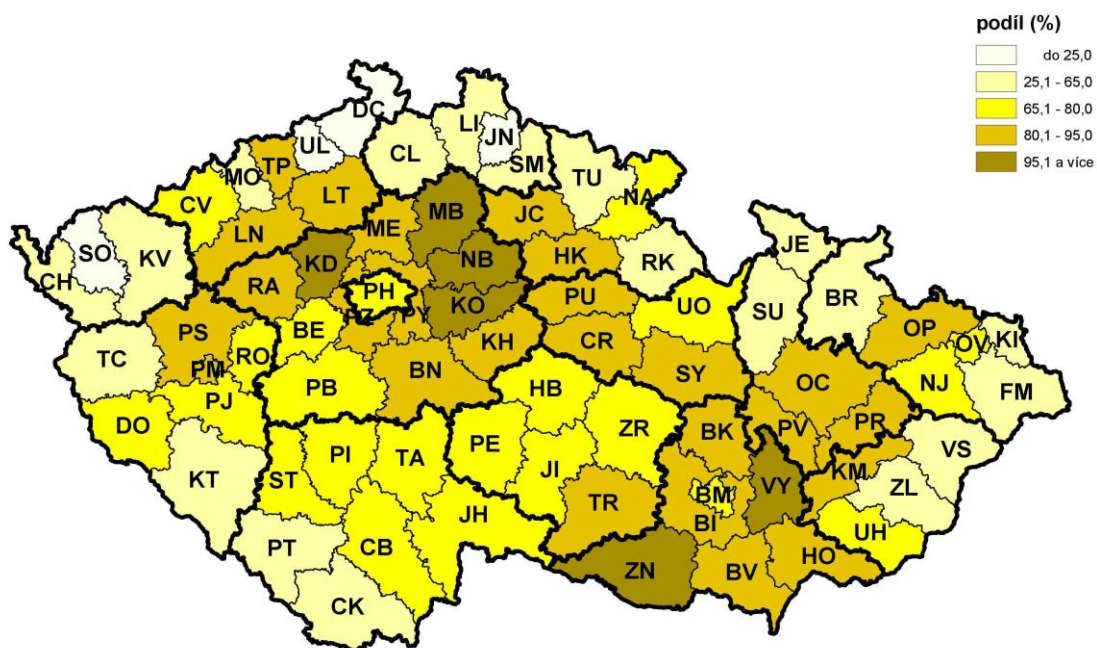 podíl (%)
do 25,0
25,1 - 65,0
65,1 - 80,0
80,1 - 95,0
95,1 a více
DC
LI
JN
UL
CL
SM
TP
MO
TU
NA
LT
CV
MB
JC
ME
LN
JE
SO
KV
KD
NB
HK
RK
CH
RA
PH
KO
PU
UO
SU
BR
PS
BE
PZ
PY
OP
OV
KI
TC
RO
KH
CR
PM
BN
SY
OC
NJ
FM
PJ
PB
HB
DO
ZR
BK
PV
PR
VS
PE
KT
ST
PI
TA
JI
KM
ZL
VY
BM
TR
BI
JH
UH
PT
CB
HO
ZN
BV
CK